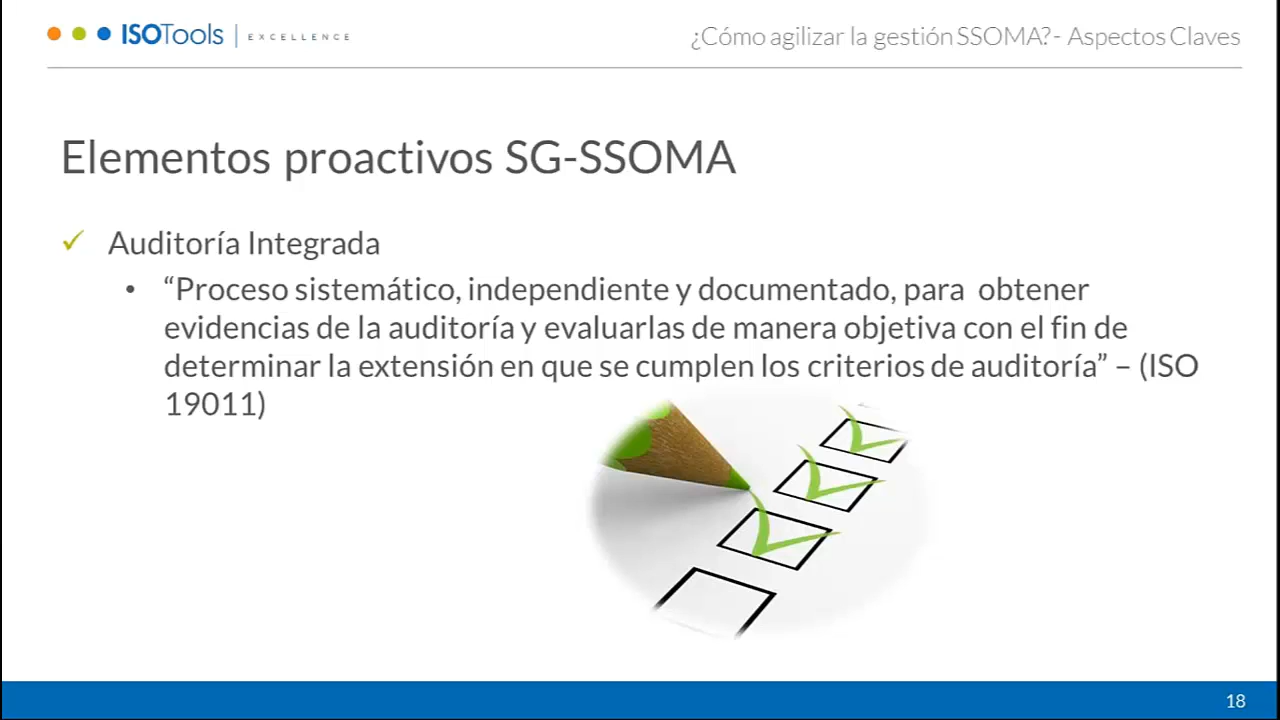 ISOTools | EXCELLENCE
¿Cómo agilizar la gestión SSOMA?- Aspectos Claves
Elementos proactivos SG-SSOMA
Auditoría Integrada
• “Proceso sistemático, independiente y documentado, para obtener
evidencias de la auditoría y evaluarlas de manera objetiva con el fin de
determinar la extensión en que se cumplen los criterios de auditoría” – (ISO
19011)
18